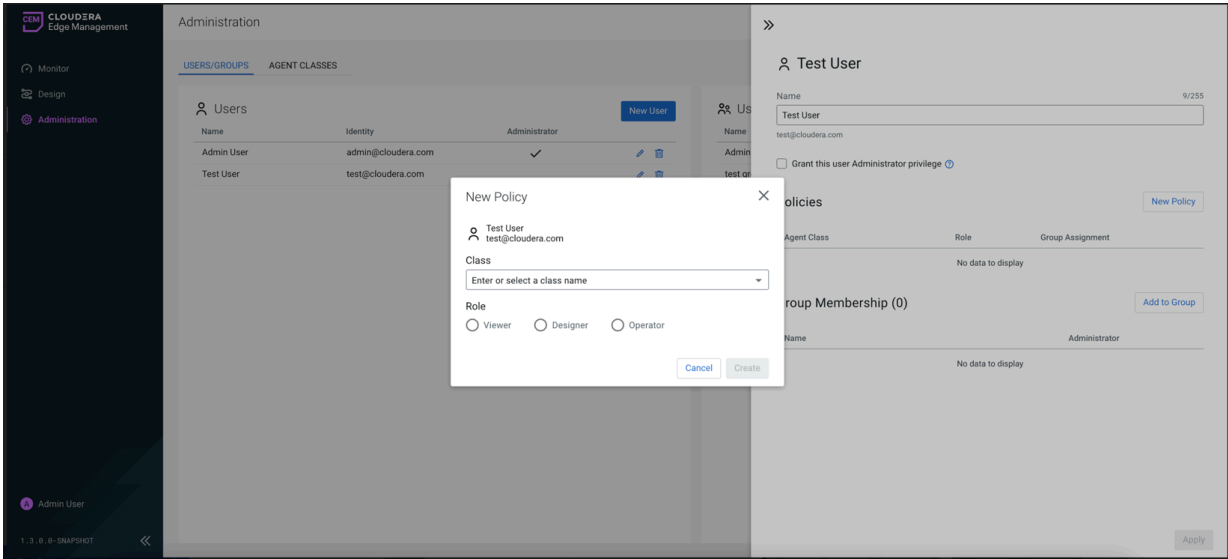 CEM CLOUDERA
Edge Management
Monitor
Design
Administration
A Admin User
1.3.0.0-SNAPSHOT
Administration
USERS/GROUPS AGENT CLASSES
Users New User
Name Identity Administrator
Admin User admin@cloudera.com
Test User test@cloudera.com
Us
Name
Admin
test gr
Test User
Name 9/255
Test User
test@cloudera.com
Grant this user Administrator privilege
olicies New Policy
Agent Class Role Group Assignment
No data to display
roup Membership (0) Add to Group
Name Administrator
No data to display
Apply
New Policy
Test User
test@cloudera.com
Class
Enter or select a class name
Role
Viewer Designer Operator
Cancel Create